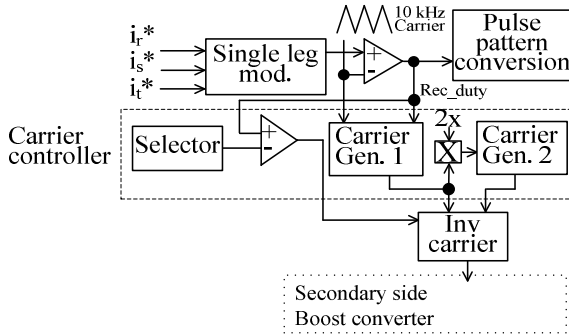 i_r*
i_s*
i_t*
Single leg
mod.
10 kHz
Carrier
+
-
Pulse
pattern
conversion
Rec_duty
Carrier
controller
Selector
+
-
Carrier
Gen. 1
2x
X
Carrier
Gen. 2
Inv
carrier
Secondary side
Boost converter